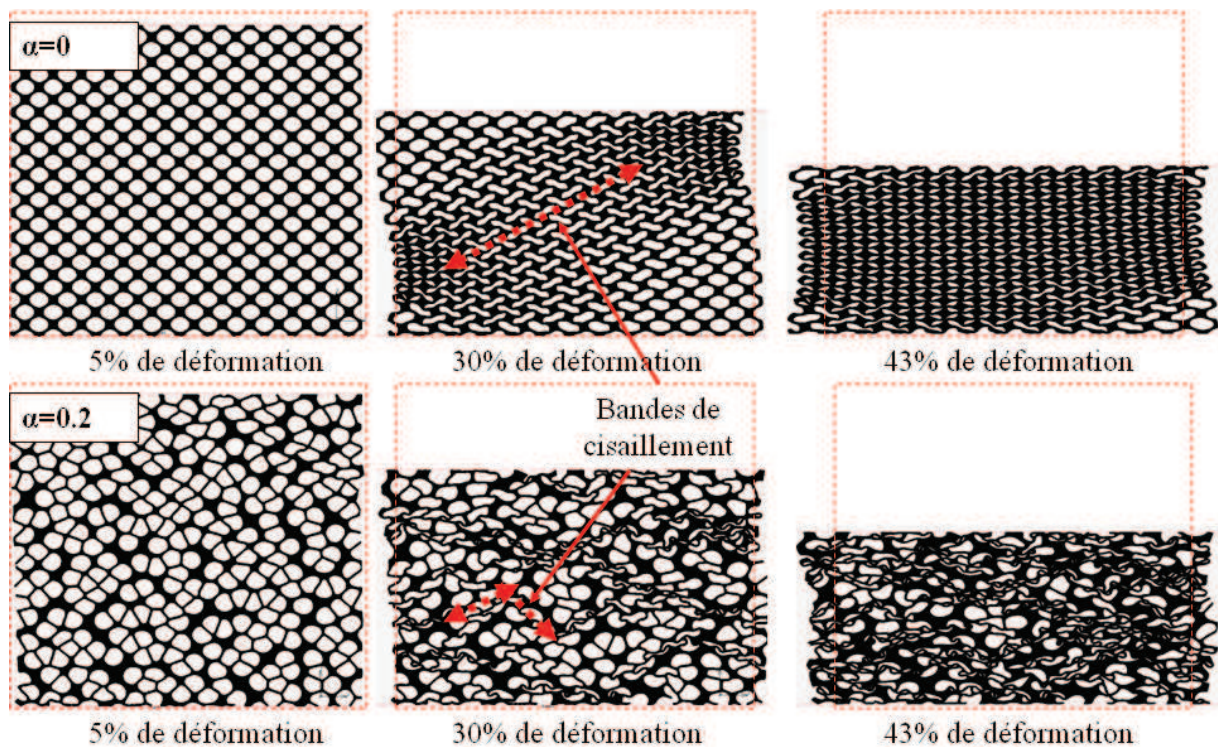 α=0
5% de déformation
30% de déformation
43% de déformation
α=0.2
Bandes de
cisaillement
5% de déformation
30% de déformation
43% de déformation